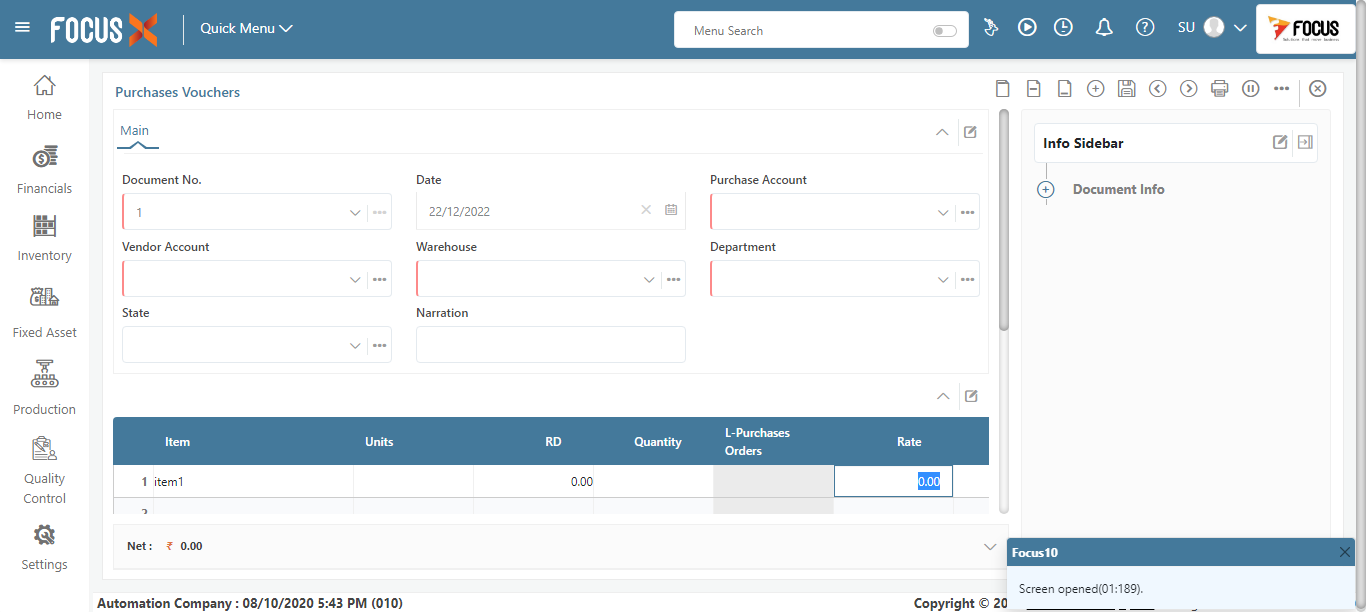 FOCUS X
Quick Menu
Menu Search
SU
FOCUS
Home
Financials
Inventory
Fixed Asset
Production
Quality
Control
Settings
Purchases Vouchers
Main
Document No.
Date
Purchase Account
1
22/12/2022
Vendor Account
Warehouse
Department
State
Narration
Item
Units
RD
Quantity
L-Purchases
Orders
Rate
1 item1
0.00
0.00
2
Net : ₹ 0.00
Info Sidebar
Document Info
Focus10
Screen opened(01:189).
Automation Company : 08/10/2020 5:43 PM (010)
Copyright © 20